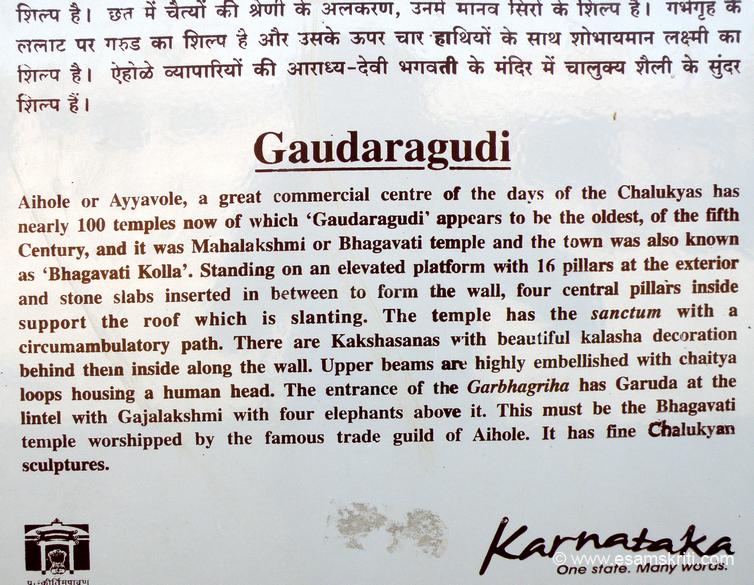 शिल्प है। छत में चैत्यों की श्रेणी के अलकरण, उनमें मानव सिरों के शिल्प है। गर्भगृह के
ललाट पर गरुड का शिल्प है और उसके ऊपर चार हाथियों के साथ शोभायमान लक्ष्मी का
शिल्प है। ऐहोळे व्यापारियों की आराध्य-देवी भगवती के मंदिर में चालुक्य शैली के सुंदर
शिल्प हैं।
Gaudaragudi
Aihole or Ayyavole, a great commercial centre of the days of the Chalukyas has
nearly 100 temples now of which ‘Gaudaragudi’ appears to be the oldest, of the fifth
Century, and it was Mahalakshmi or Bhagavati temple and the town was also known
as ‘Bhagavati Kolla’. Standing on an elevated platform with 16 pillars at the exterior
and stone slabs inserted in between to form the wall, four central pillars inside
support the roof which is slanting. The temple has the sanctum with a
circumambulatory path. There are Kakshasanas with beautiful kalasha decoration
behind them inside along the wall. Upper beams are highly embellished with chaitya
loops housing a human head. The entrance of the Garbhagriha has Garuda at the
lintel with Gajalakshmi with four elephants above it. This must be the Bhagavati
temple worshipped by the famous trade guild of Aihole. It has fine Chalukyan
sculptures.
Karnataka
© www.esamskriti.com
One state. Many words.